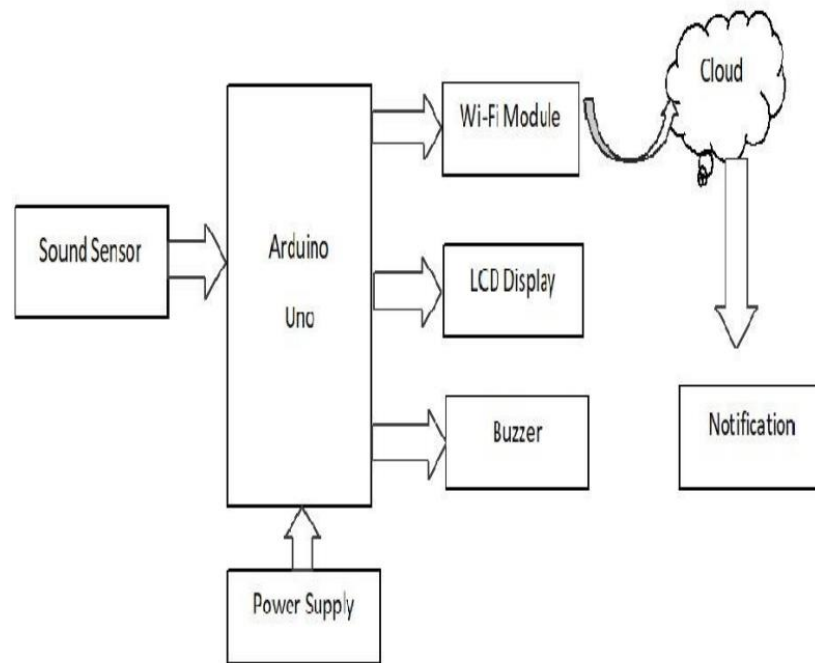 Cloud
Wi-Fi Module
Sound Sensor
Arduino
Uno
LCD Display
Buzzer
Notification
Power Supply